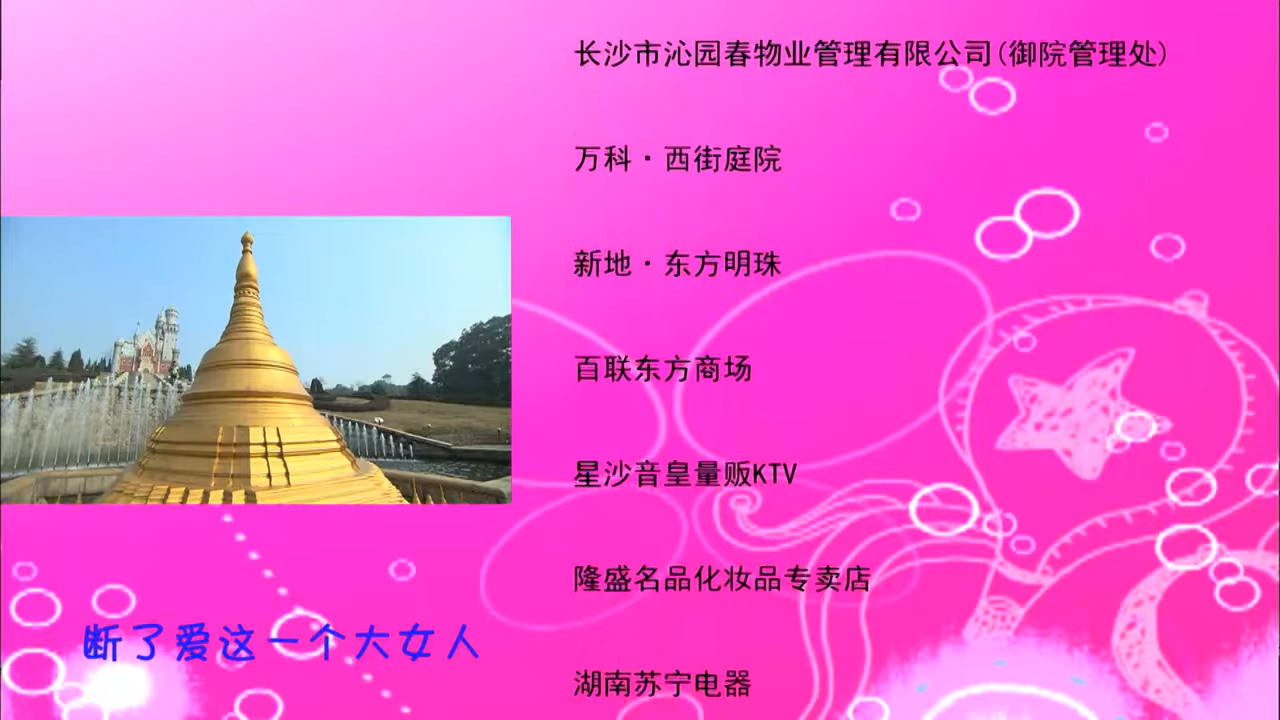 长沙市沁园春物业管理有限公司(御院管理处)
万科·西街庭院
新地·东方明珠
百联东方商场
星沙音皇量贩KTV
隆盛名品化妆品专卖店
湖南苏宁电器
断了爱这一个大女人